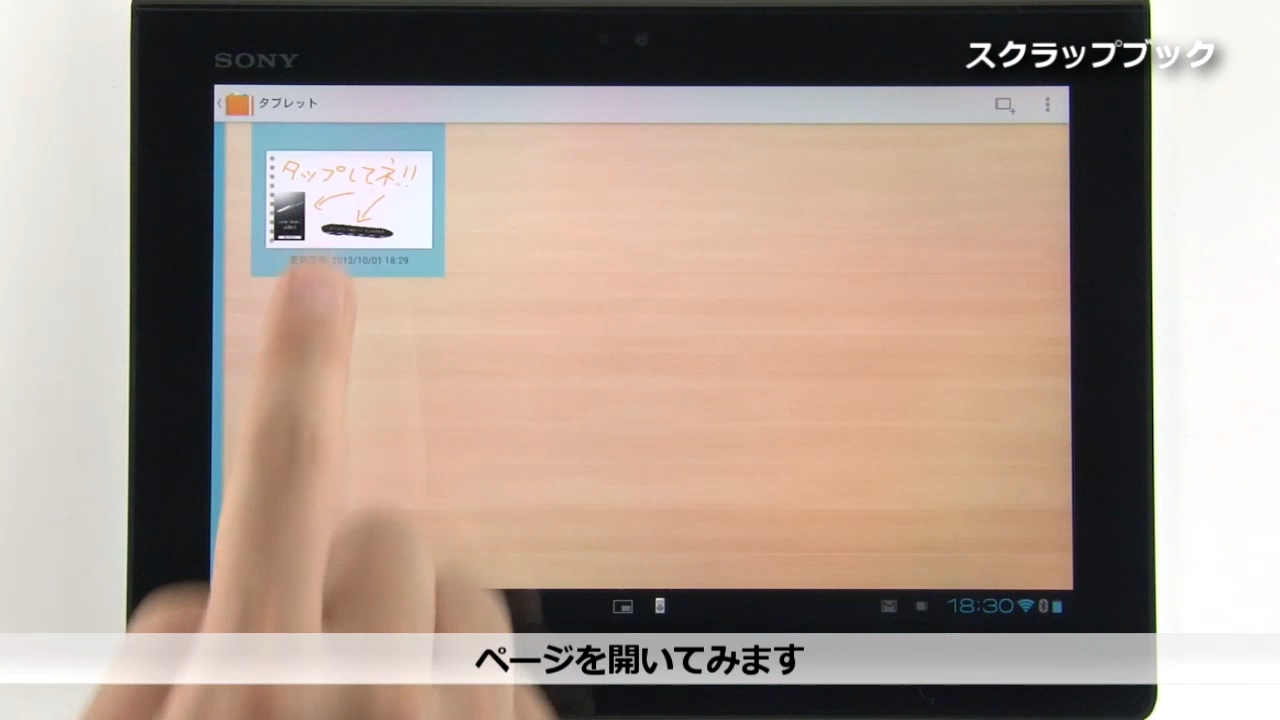 スクラップブック
SONY
タブレット
タップしてネ!!
更新日時: 2012/10/01 18:29
18:30
ページを開いてみます